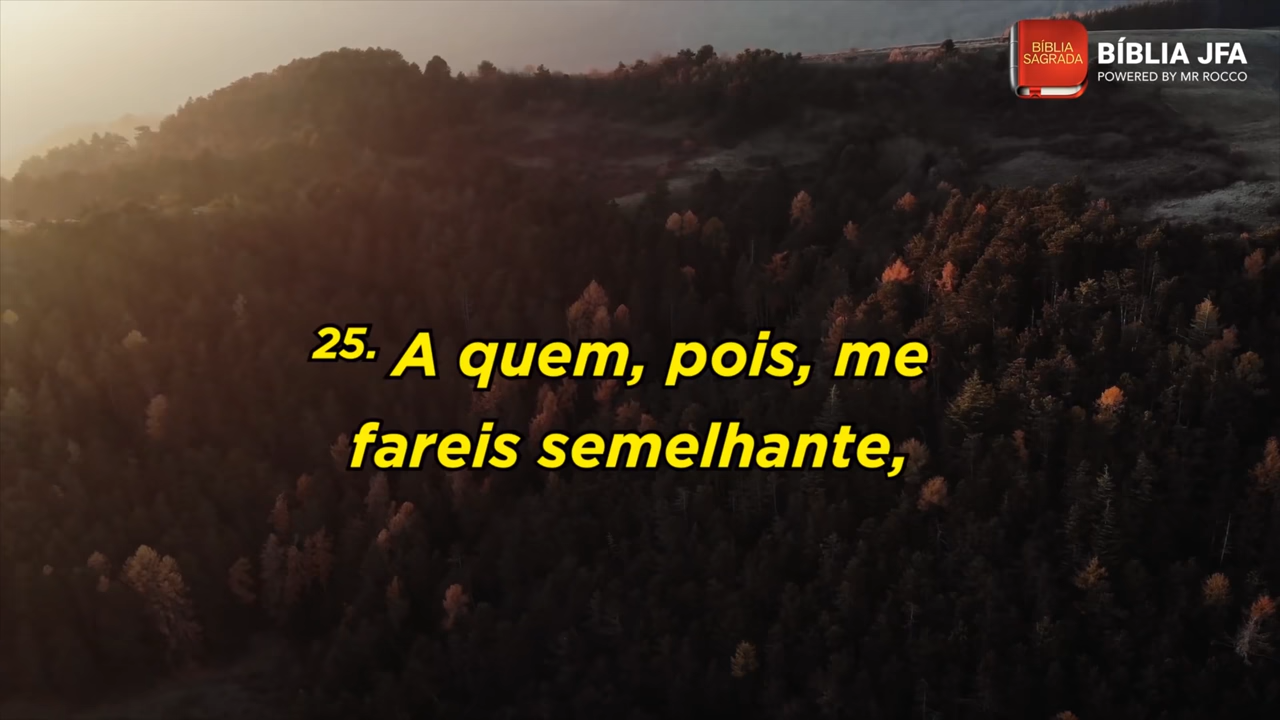 BÍBLIA
SAGRADA
BÍBLIA JFA
POWERED BY MR ROCCO
25. A quem, pois, me
fareis semelhante,